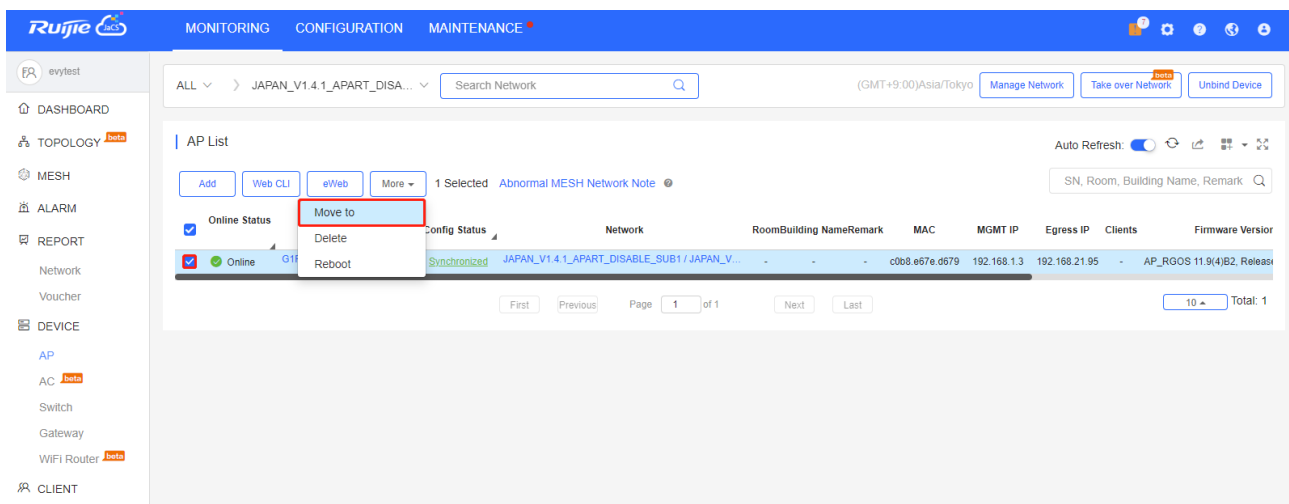 Ruijie JaCS MONITORING CONFIGURATION MAINTENANCE 7
evytest
ALL JAPAN_V1.4.1_APART_DISA... Search Network (GMT+9:00)Asia/Tokyo Manage Network Take over Network beta Unbind Device
DASHBOARD
TOPOLOGY beta
MESH
ALARM
REPORT
Network
Voucher
DEVICE
AP
AC beta
Switch
Gateway
WiFi Router beta
CLIENT
AP List Auto Refresh:
Add Web CLI eWeb More 1 Selected Abnormal MESH Network Note SN, Room, Building Name, Remark
Move to
Delete
Reboot
Online Status Config Status Network Room Building Name Remark MAC MGMT IP Egress IP Clients Firmware Version
Online Synchronized JAPAN_V1.4.1_APART_DISABLE_SUB1 / JAPAN_V... - - - c0b8.e67e.d679 192.168.1.3 192.168.21.95 - AP_RGOS 11.9(4)B2, Release
First Previous Page 1 of 1 Next Last 10 Total: 1